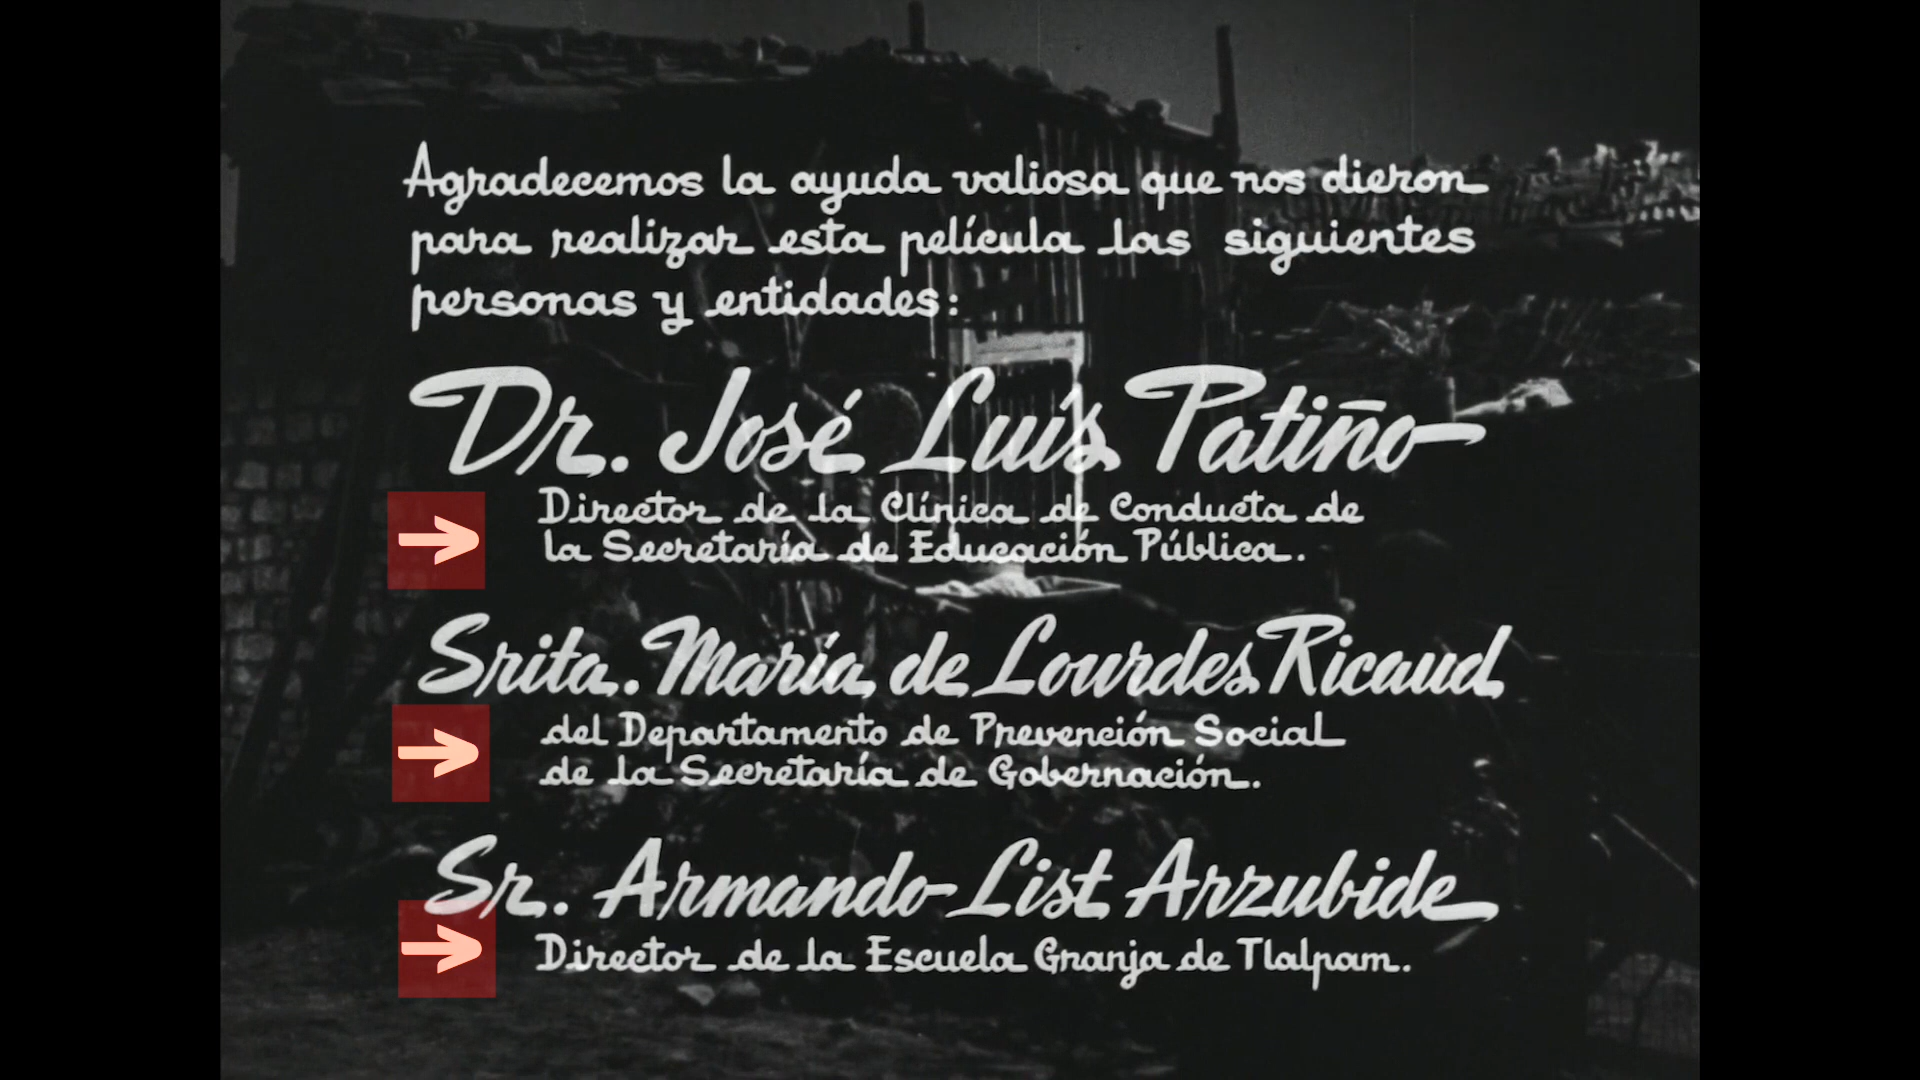 Agradecemos la ayuda valiosa que nos dieron
para realizar esta película las siguientes
personas y entidades:
Dr. José Luís Patiño
Director de la Clínica de Conducta de
la Secretaría de Educación Pública.
Srita. María de Lourdes Ricaud
del Departamento de Prevención Social
de la Secretaría de Gobernación.
Sr. Armando List Arzubide
Director de la Escuela Granja de Tlalpam.